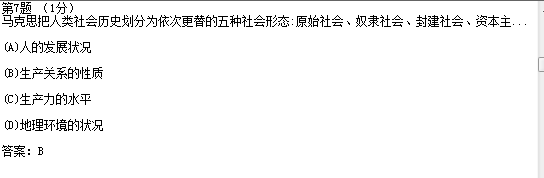 第7题 （1分）
马克思把人类社会历史划分为依次更替的五种社会形态:原始社会、奴隶社会、封建社会、资本主...
(A)人的发展状况
(B)生产关系的性质
(C)生产力的水平
(D)地理环境的状况
答案: B